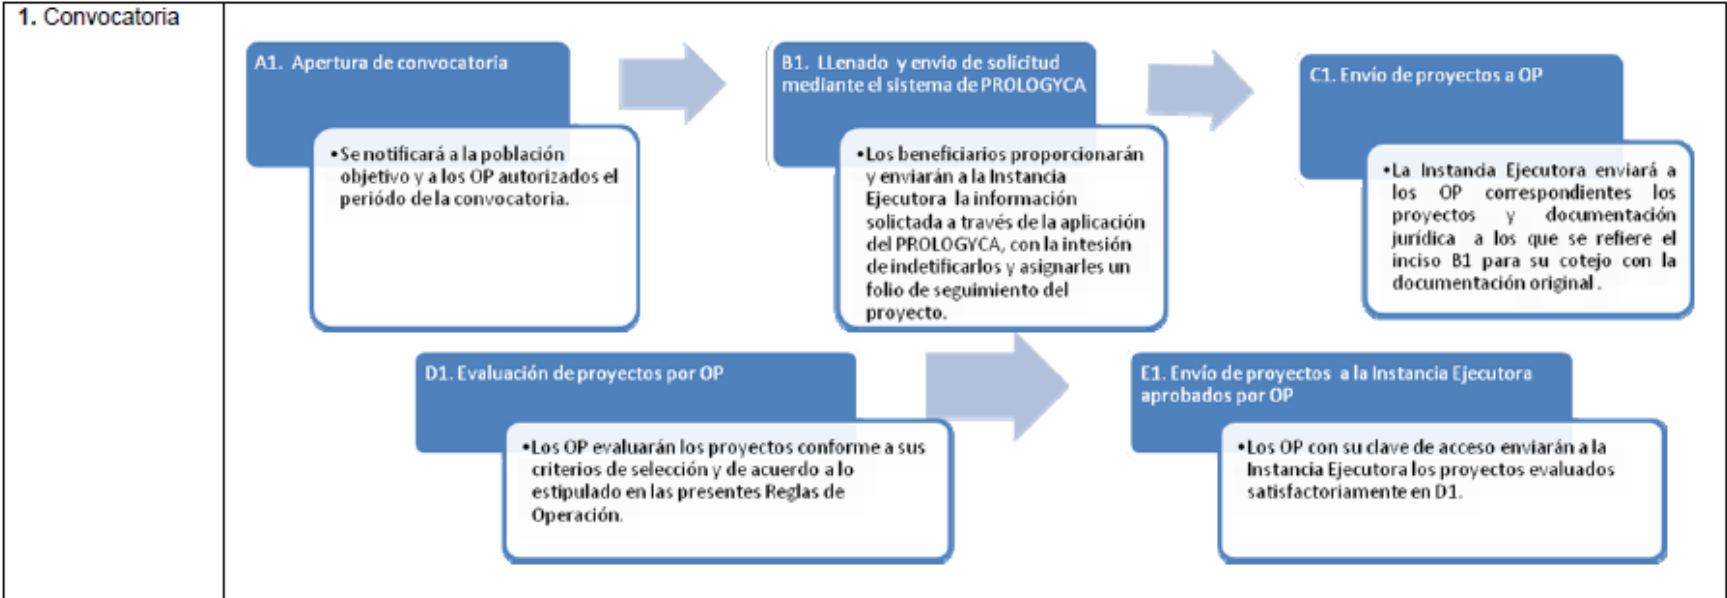 1. Convocatoria
A1. Apertura de convocatoria
•Se notificará a la población
objetivo y a los OP autorizados el
periódo de la convocatoria.
B1. LLenado y envio de solicitud
mediante el sistema de PROLOGYCA
•Los beneficiarios proporcionarán
y enviarán a la Instancia
Ejecutora la información
solictada a través de la aplicación
del PROLOGYCA, con la intesión
de indetificarlos y asignarles un
folio de seguimiento del
proyecto.
C1. Envío de proyectos a OP
•La Instancia Ejecutora enviará a
los OP correspondientes los
proyectos y documentación
jurídica a los que se refiere el
inciso B1 para su cotejo con la
documentación original .
D1. Evaluación de proyectos por OP
•Los OP evaluarán los proyectos conforme a sus
criterios de selección y de acuerdo a lo
estipulado en las presentes Reglas de
Operación.
E1. Envío de proyectos a la Instancia Ejecutora
aprobados por OP
•Los OP con su clave de acceso enviarán a la
Instancia Ejecutora los proyectos evaluados
satisfactoriamente en D1.